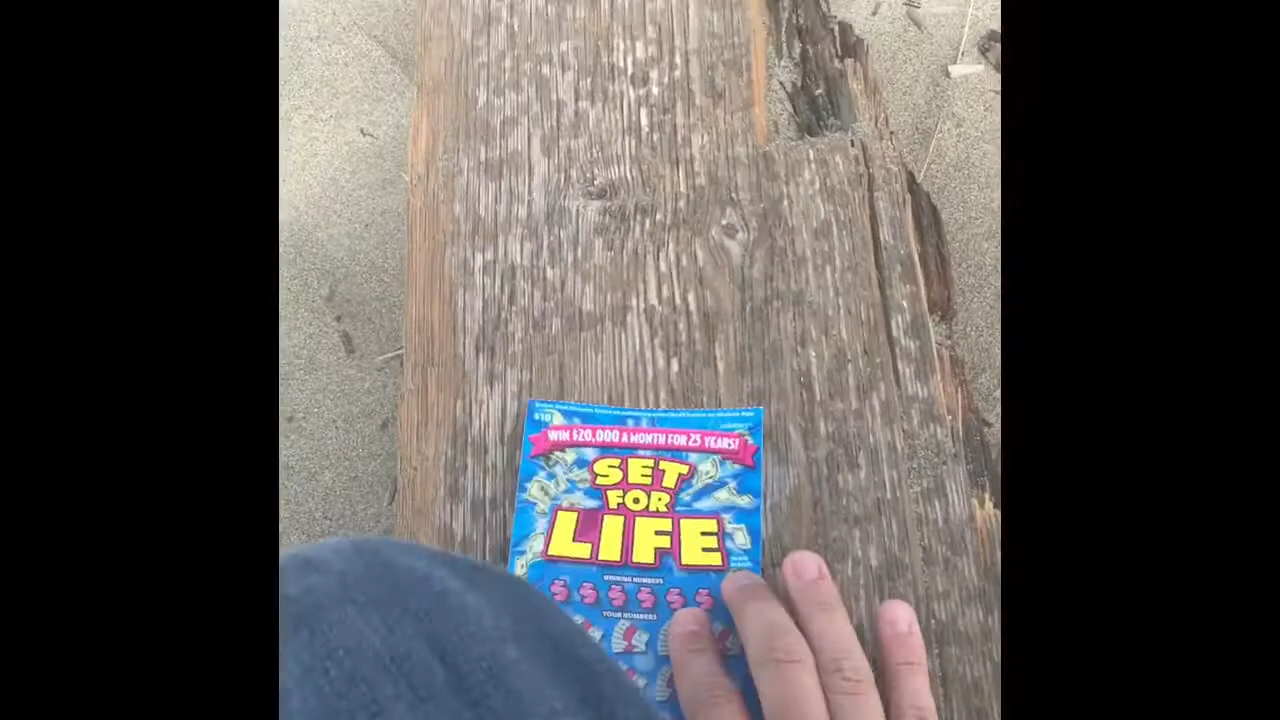 $10
WIN $20,000 A MONTH FOR 25 YEARS!
SET
FOR
LIFE
WINNING NUMBERS
YOUR NUMBERS